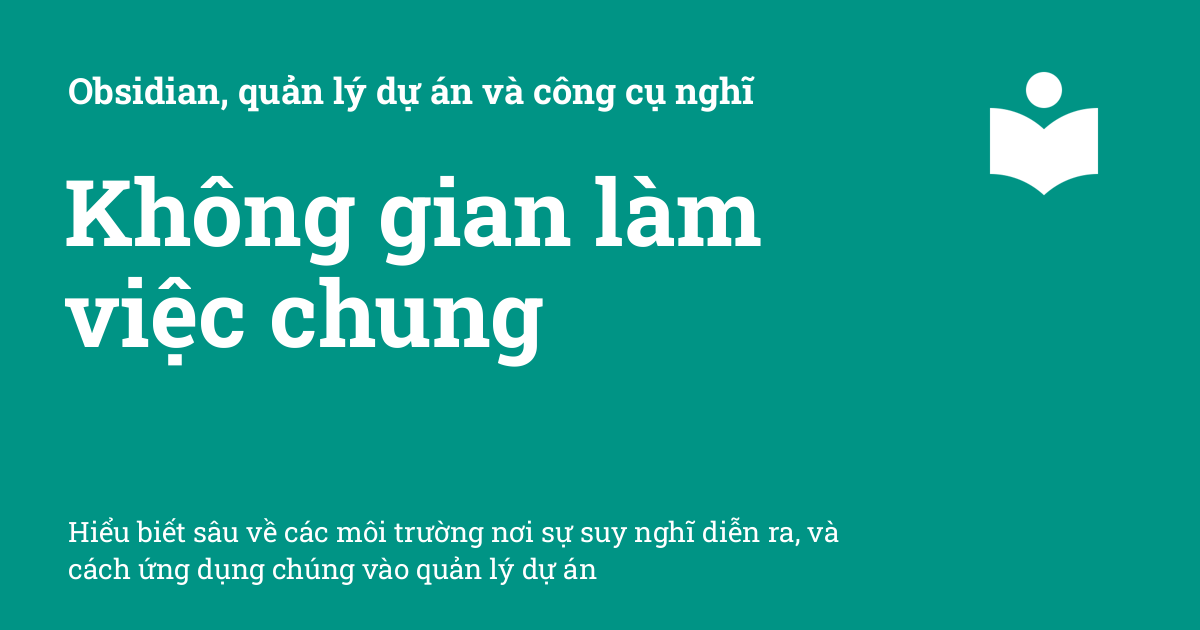 Obsidian, quản lý dự án và công cụ nghĩ
Không gian làm
việc chung
Hiểu biết sâu về các môi trường nơi sự suy nghĩ diễn ra, và
cách ứng dụng chúng vào quản lý dự án